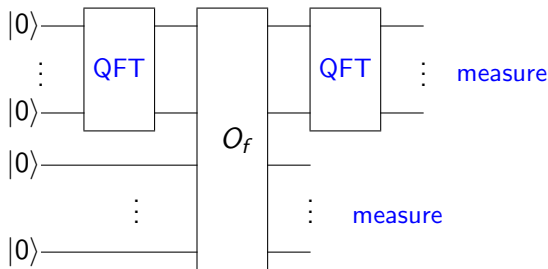 |0⟩
QFT
QFT
⋮
⋮
measure
|0⟩
O_f
|0⟩
⋮
⋮
measure
|0⟩